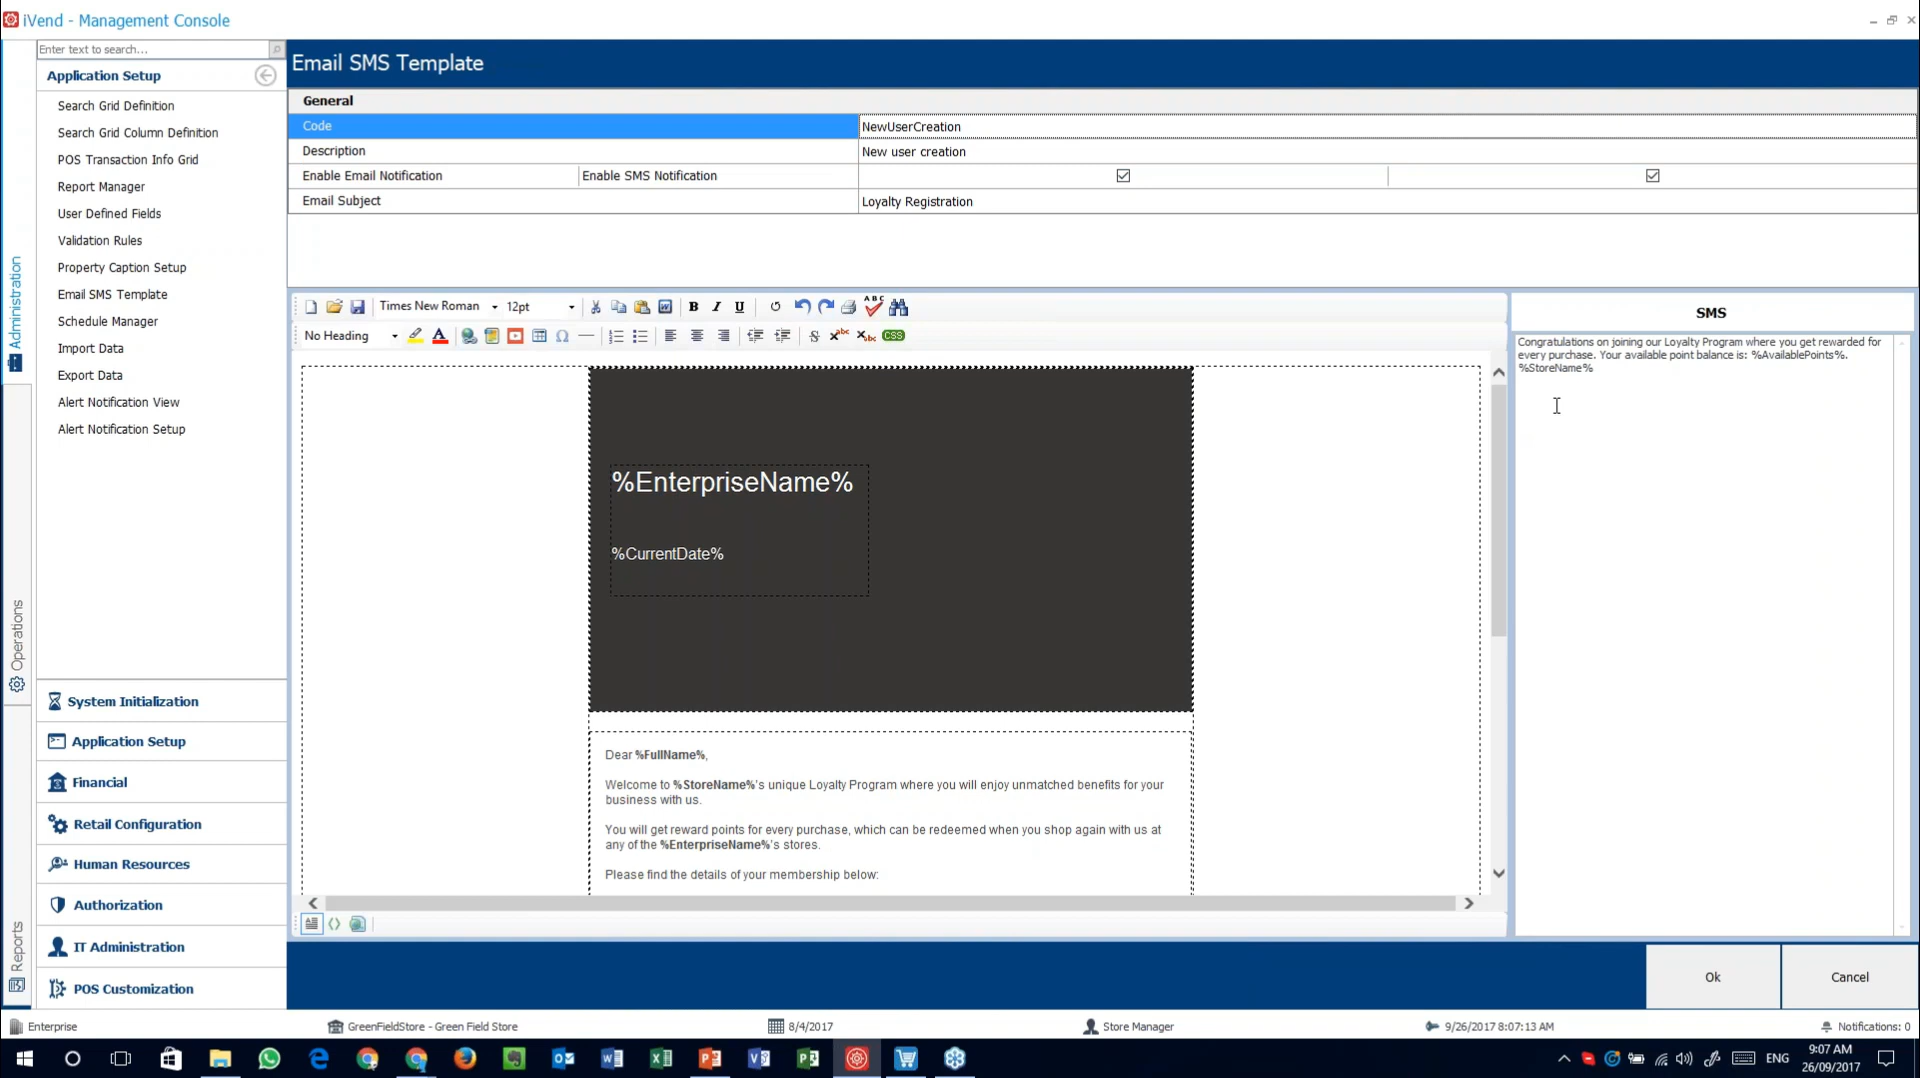 iVend - Management Console
Enter text to search...
Application Setup
Search Grid Definition
Search Grid Column Definition
POS Transaction Info Grid
Report Manager
User Defined Fields
Validation Rules
Property Caption Setup
Email SMS Template
Schedule Manager
Import Data
Export Data
Alert Notification View
Alert Notification Setup
System Initialization
Application Setup
Financial
Retail Configuration
Human Resources
Authorization
IT Administration
POS Customization
Administration
Operations
Reports
Email SMS Template
General
Code NewUserCreation
Description New user creation
Enable Email Notification Enable SMS Notification
Email Subject Loyalty Registration
Times New Roman 12pt B I U ABC
No Heading A Ω S X abc X abc CSS
%EnterpriseName%
%CurrentDate%
Dear %FullName%,
Welcome to %StoreName%'s unique Loyalty Program where you will enjoy unmatched benefits for your
business with us.
You will get reward points for every purchase, which can be redeemed when you shop again with us at
any of the %EnterpriseName%'s stores.
Please find the details of your membership below:
SMS
Congratulations on joining our Loyalty Program where you get rewarded for
every purchase. Your available point balance is: %AvailablePoints%.
%StoreName%
Ok Cancel
Enterprise GreenFieldStore - Green Field Store 8/4/2017 Store Manager 9/26/2017 8:07:13 AM Notifications: 0
ENG
9:07 AM
26/09/2017